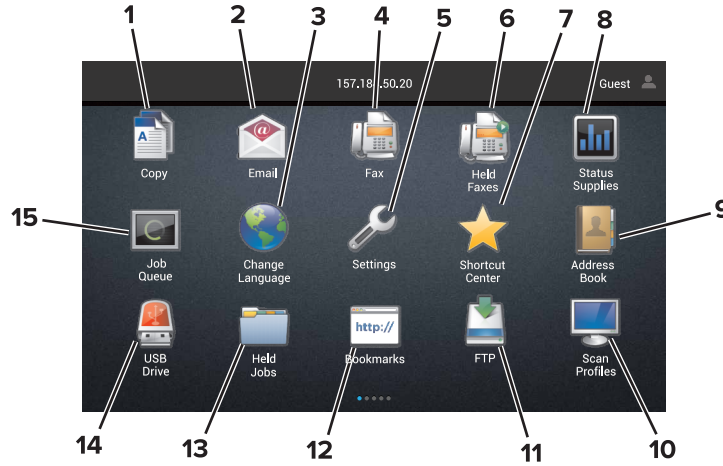 1 2 3 4 5 6 7 8
Guest
Copy Email Fax Held Status
Faxes Supplies
A
@
15 9
Job Change Settings Shortcut Address
Queue Language Center Book
http://
USB Held Bookmarks FTP Scan
Drive Jobs Profiles
14 13 12 11 10